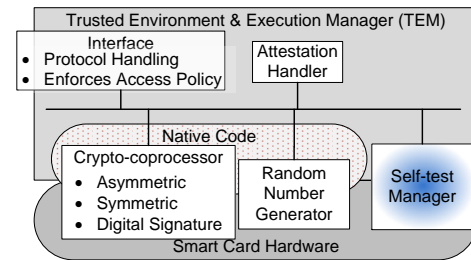 Trusted Environment & Execution Manager (TEM)
Interface
• Protocol Handling
• Enforces Access Policy
Attestation
Handler
Native Code
Crypto-coprocessor
• Asymmetric
• Symmetric
• Digital Signature
Random
Number
Generator
Self-test
Manager
Smart Card Hardware